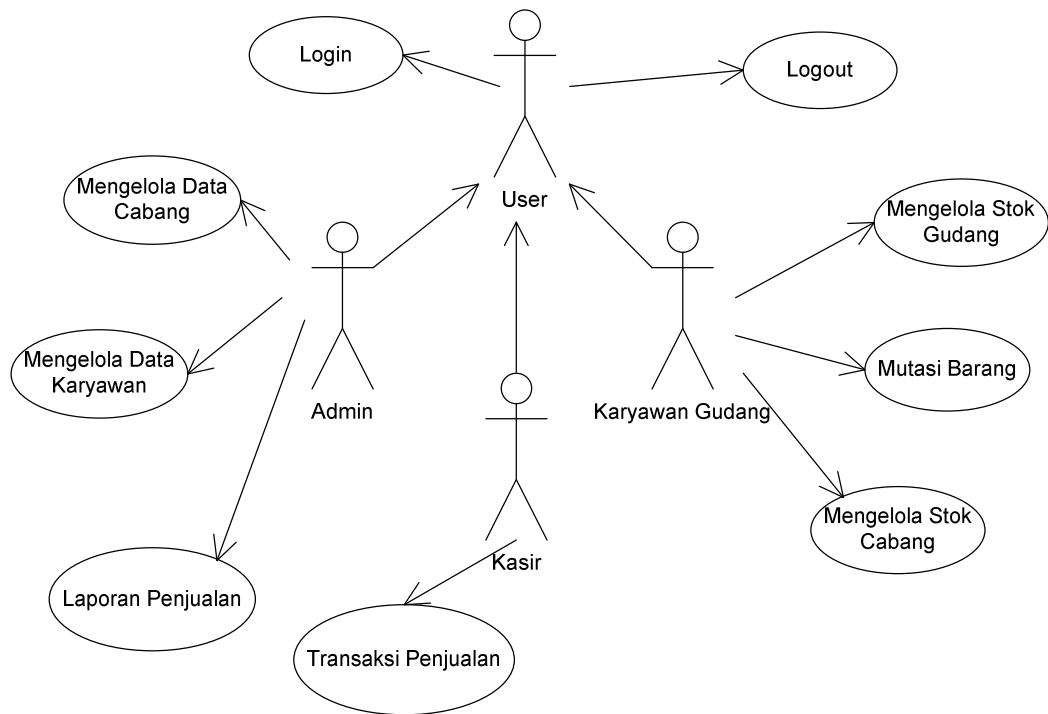 Login
Logout
User
Mengelola Data
Cabang
Mengelola Stok
Gudang
Mengelola Data
Karyawan
Mutasi Barang
Admin
Karyawan Gudang
Mengelola Stok
Cabang
Kasir
Laporan Penjualan
Transaksi Penjualan